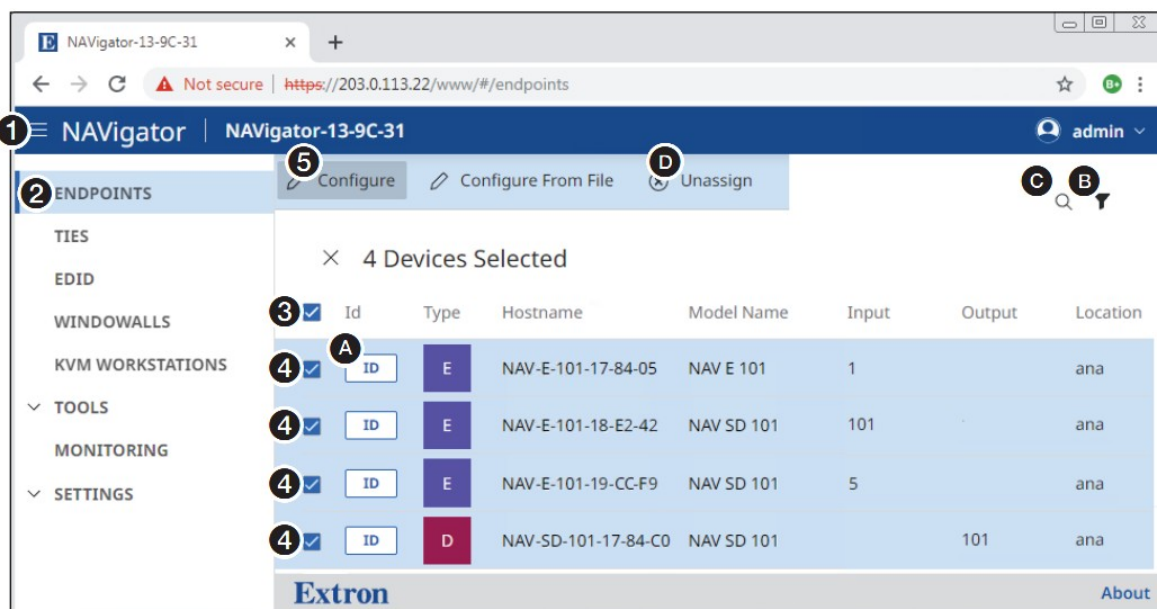 NAVigator-13-9C-31
Not secure | https://203.0.113.22/www/#/endpoints
B+
1 NAVigator | NAVigator-13-9C-31 admin
5 D
Configure Configure From File Unassign C B
2 ENDPOINTS
TIES
EDID
WINDOWALLS
KVM WORKSTATIONS
TOOLS
MONITORING
SETTINGS
4 Devices Selected
3 Id Type Hostname Model Name Input Output Location
A
4 ID E NAV-E-101-17-84-05 NAV E 101 1 ana
4 ID E NAV-E-101-18-E2-42 NAV SD 101 101 ana
4 ID E NAV-E-101-19-CC-F9 NAV SD 101 5 ana
4 ID D NAV-SD-101-17-84-C0 NAV SD 101 101 ana
Extron About